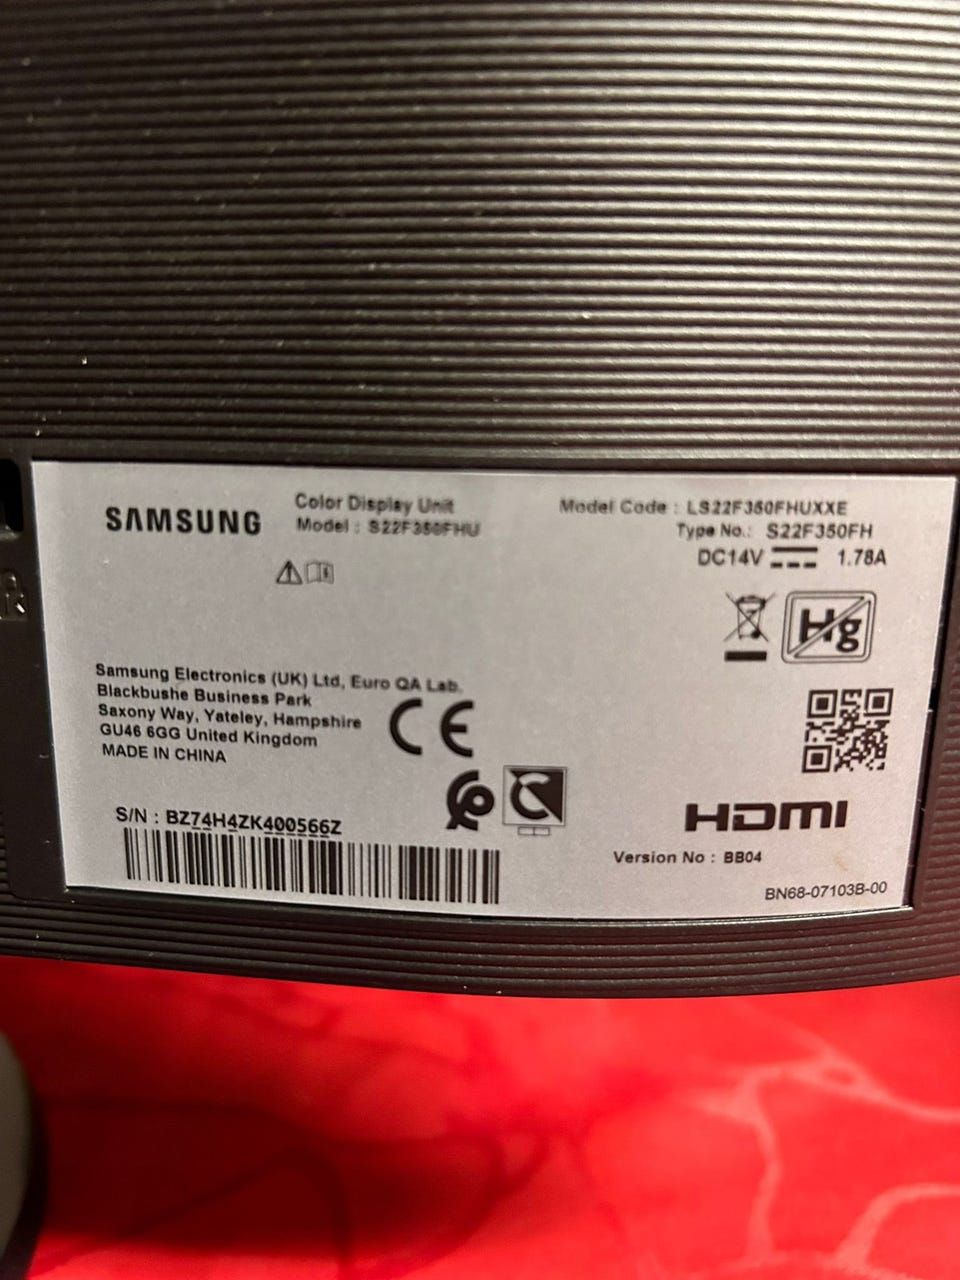 SAMSUNG
Color Display Unit
Model : S22F350FHU
Model Code : LS22F350FHUXXE
Type No.: S22F350FH
DC14V 1.78A
Hg
Samsung Electronics (UK) Ltd, Euro QA Lab.
Blackbushe Business Park
Saxony Way, Yateley, Hampshire
GU46 6GG United Kingdom
MADE IN CHINA
CE
S/N : BZ74H4ZK400566Z
HDMI
Version No : BB04
BN68-07103B-00